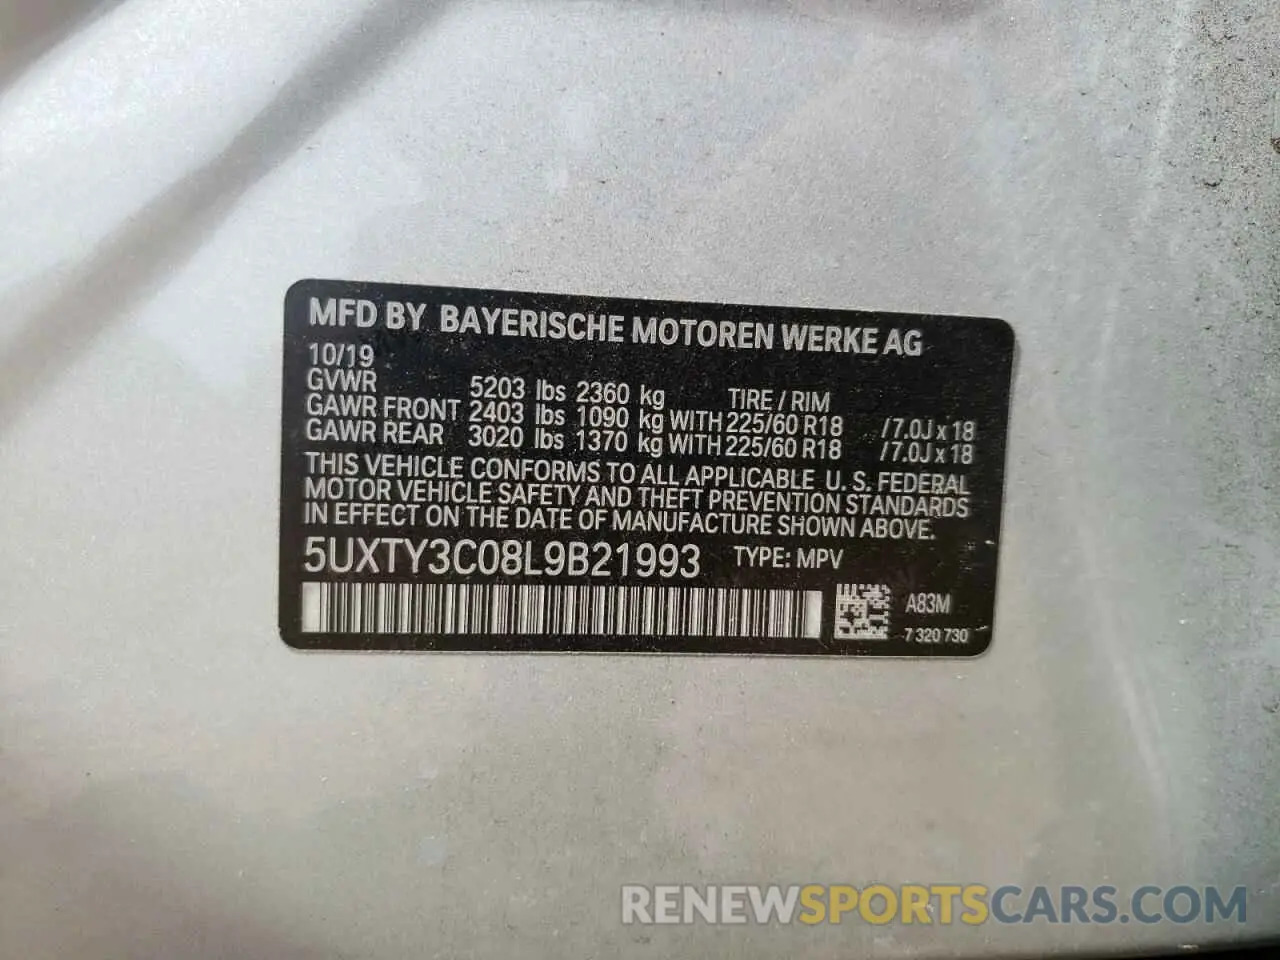 MFD BY BAYERISCHE MOTOREN WERKE AG
10/19
GVWR 5203 lbs 2360 kg TIRE / RIM
GAWR FRONT 2403 lbs 1090 kg WITH 225/60 R18 /7.0J x 18
GAWR REAR 3020 lbs 1370 kg WITH 225/60 R18 /7.0J x 18
THIS VEHICLE CONFORMS TO ALL APPLICABLE U. S. FEDERAL
MOTOR VEHICLE SAFETY AND THEFT PREVENTION STANDARDS
IN EFFECT ON THE DATE OF MANUFACTURE SHOWN ABOVE.
5UXTY3C08L9B21993 TYPE: MPV
A83M
7 320 730
RENEWSPORTSCARS.COM